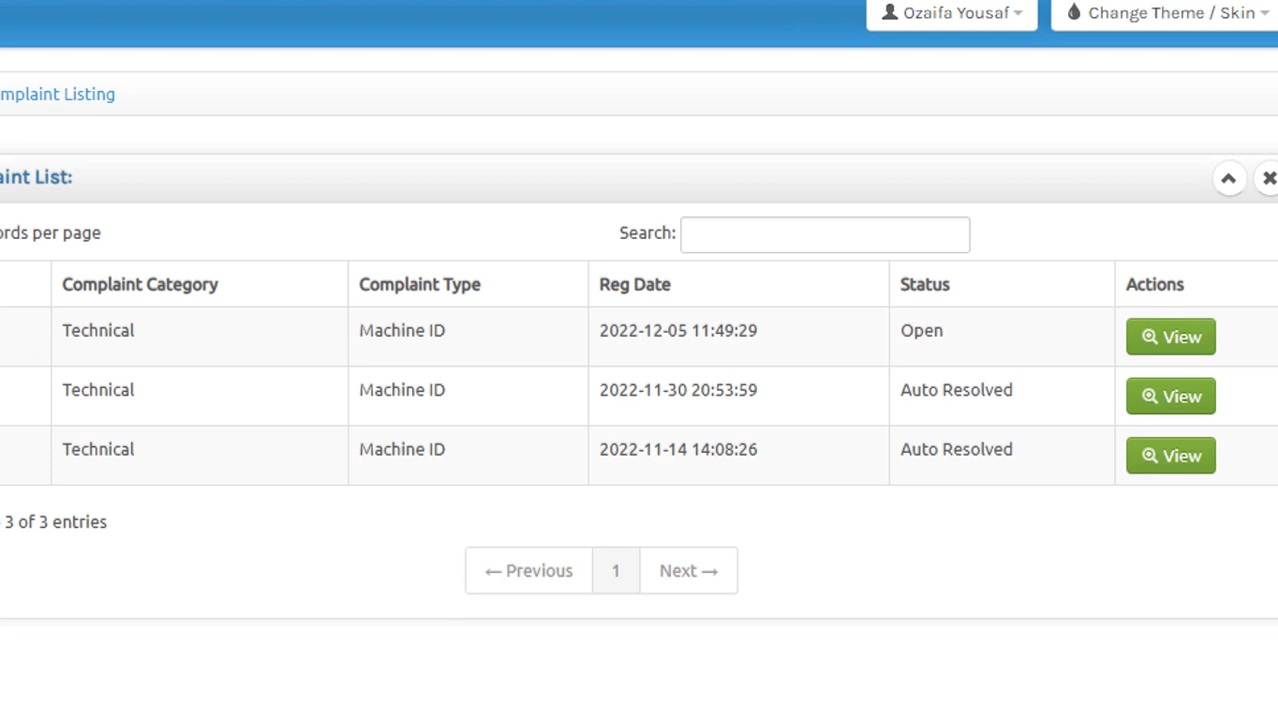 Ozaifa Yousaf Change Theme / Skin
mplaint Listing
aint List:
ords per page Search:
Complaint Category Complaint Type Reg Date Status Actions
Technical Machine ID 2022-12-05 11:49:29 Open View
Technical Machine ID 2022-11-30 20:53:59 Auto Resolved View
Technical Machine ID 2022-11-14 14:08:26 Auto Resolved View
3 of 3 entries
← Previous 1 Next →